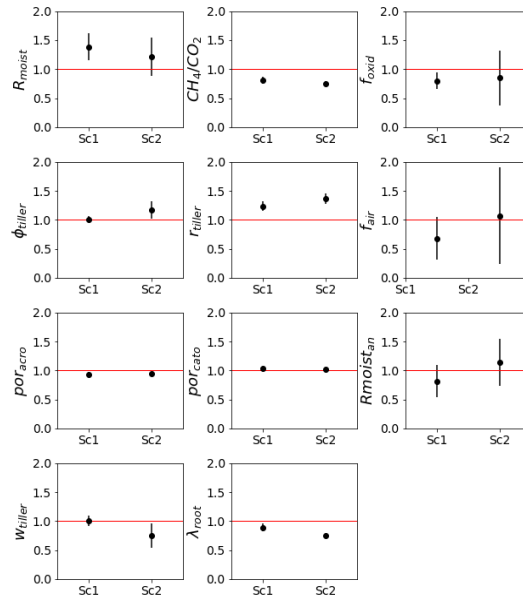 R_moist
2.0
1.5
1.0
0.5
0.0
Sc1 Sc2
CH_4/CO_2
2.0
1.5
1.0
0.5
0.0
Sc1 Sc2
f_oxid
2.0
1.5
1.0
0.5
0.0
Sc1 Sc2
ϕ_tiller
2.0
1.5
1.0
0.5
0.0
Sc1 Sc2
r_tiller
2.0
1.5
1.0
0.5
0.0
Sc1 Sc2
f_air
2.0
1.5
1.0
0.5
0.0
Sc1 Sc2
por_acro
2.0
1.5
1.0
0.5
0.0
Sc1 Sc2
por_cato
2.0
1.5
1.0
0.5
0.0
Sc1 Sc2
Rmoist_an
2.0
1.5
1.0
0.5
0.0
Sc1 Sc2
w_tiller
2.0
1.5
1.0
0.5
0.0
Sc1 Sc2
λ_root
2.0
1.5
1.0
0.5
0.0
Sc1 Sc2